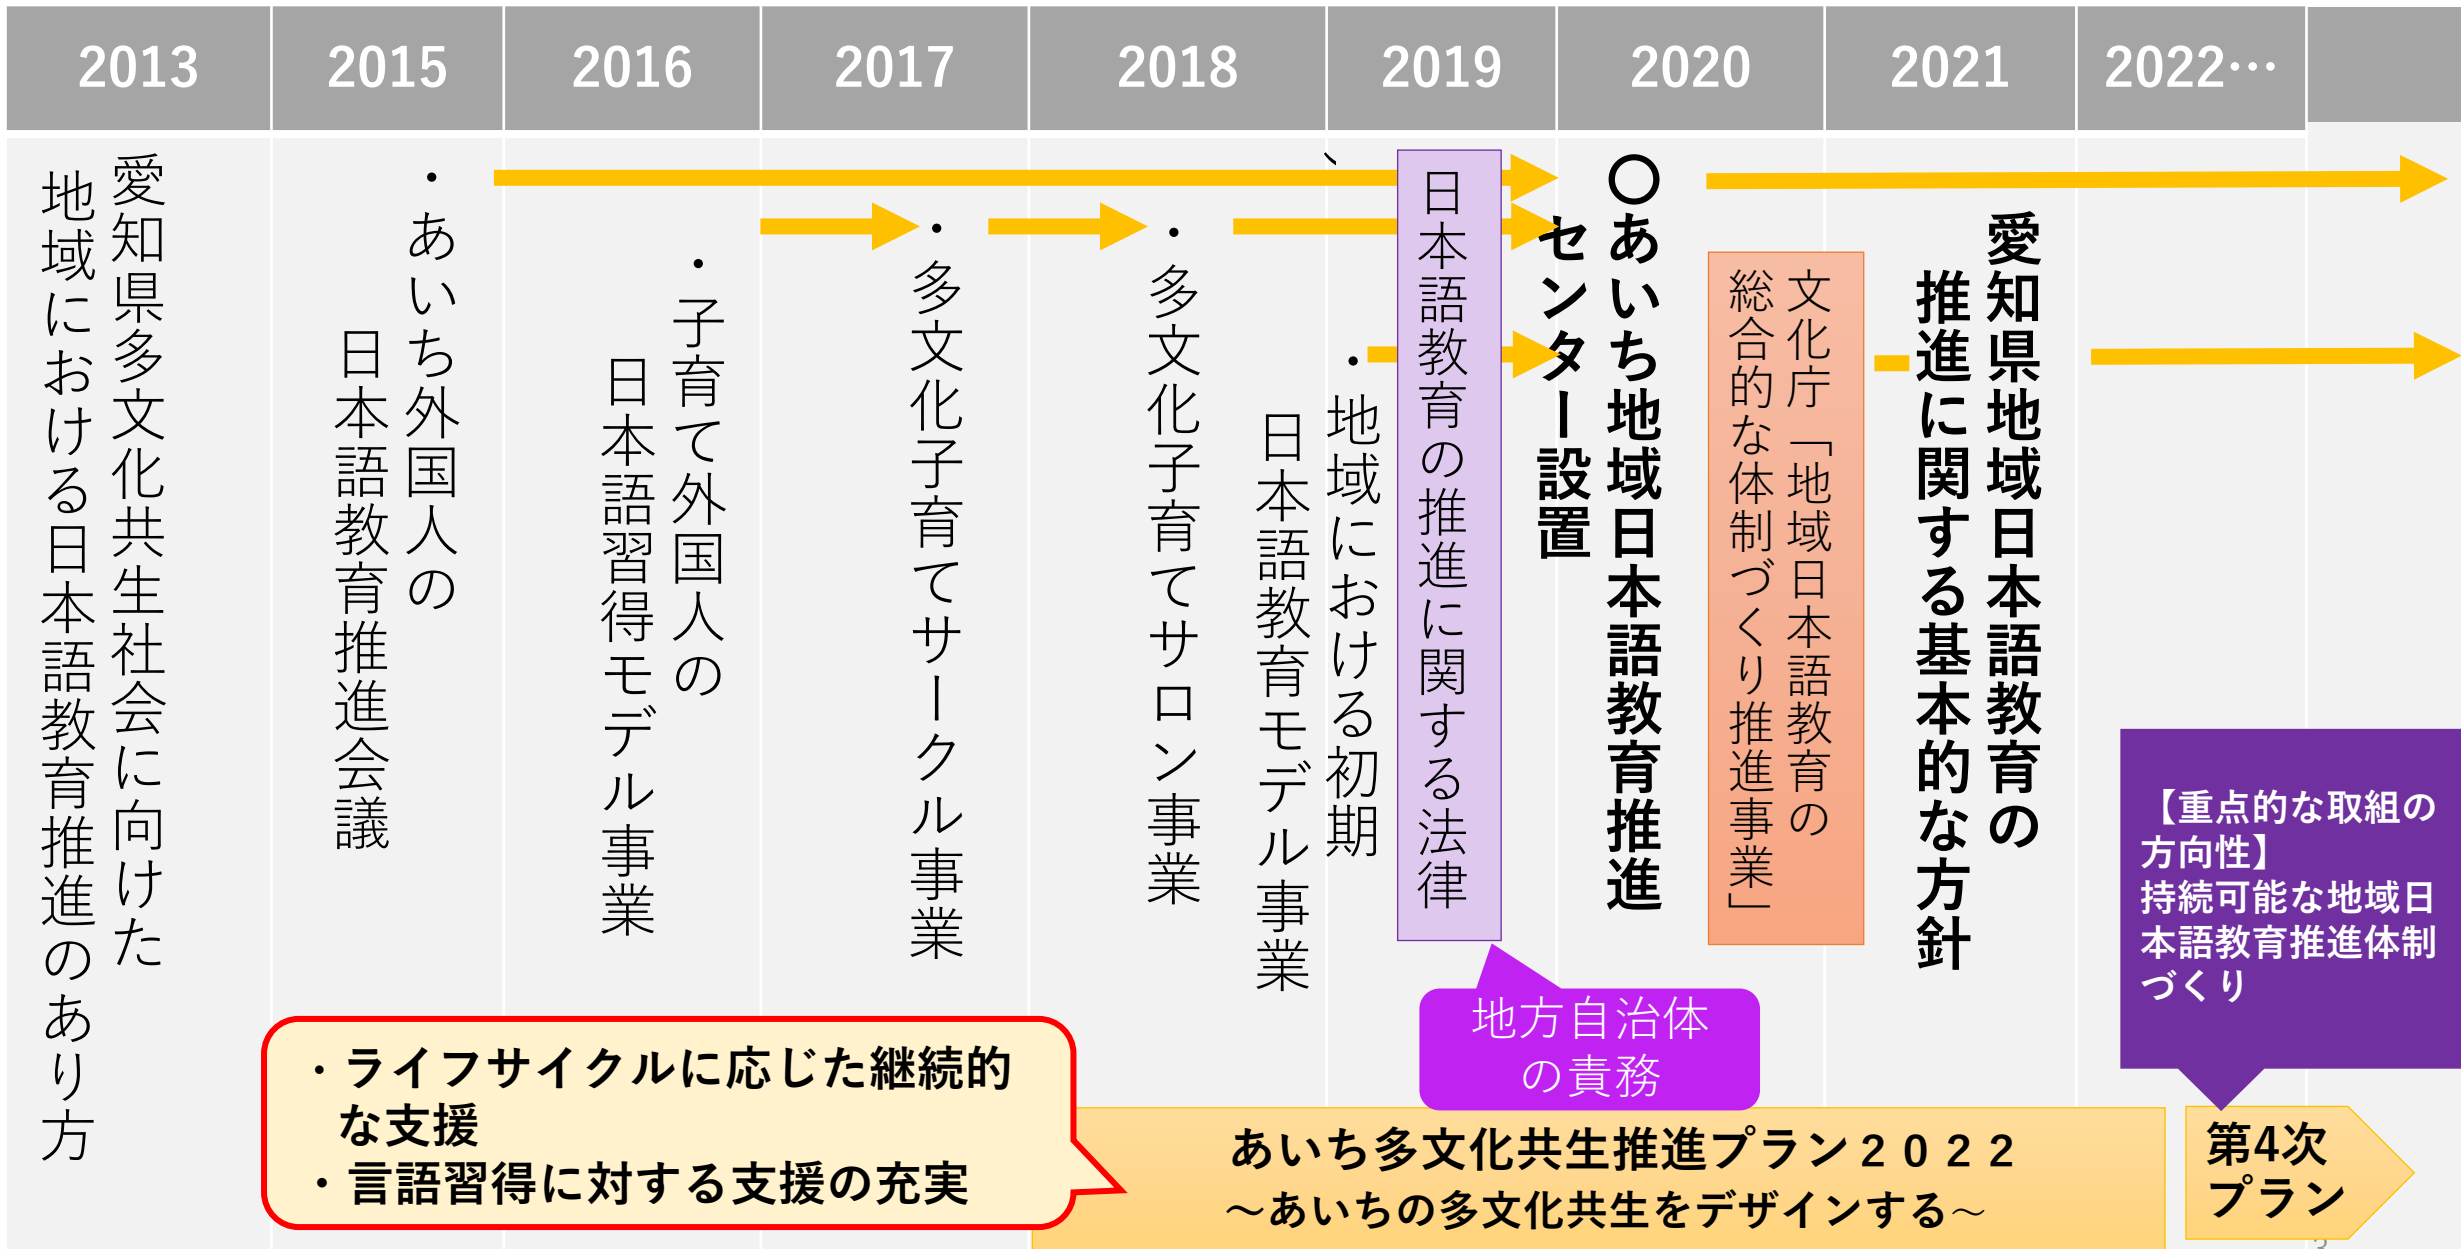 2013
2015
2016
2017
2018
2019
2020
2021
2022…
愛知県多文化共生社会に向けた
地域における日本語教育推進のあり方
・あいち外国人の
日本語教育推進会議
・子育て外国人の
日本語習得モデル事業
・多文化子育てサークル事業
・多文化子育てサロン事業
、
・地域における初期
日本語教育モデル事業
日本語教育の推進に関する法律
〇あいち地域日本語教育推進
センター設置
文化庁「地域日本語教育の
総合的な体制づくり推進事業」
愛知県地域日本語教育の
推進に関する基本的な方針
【重点的な取組の
方向性】
持続可能な地域日
本語教育推進体制
づくり
地方自治体
の責務
・ライフサイクルに応じた継続的
な支援
・言語習得に対する支援の充実
あいち多文化共生推進プラン２０２２
～あいちの多文化共生をデザインする～
第4次
プラン